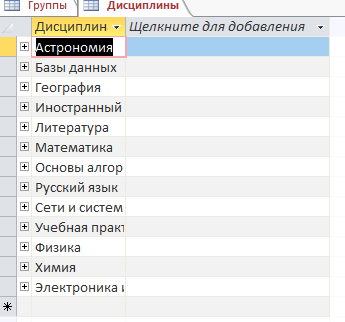 Группы Дисциплины
Дисциплин Щелкните для добавления
Астрономия
Базы данных
География
Иностранный
Литература
Математика
Основы алгор
Русский язык
Сети и систем
Учебная практ
Физика
Химия
Электроника и